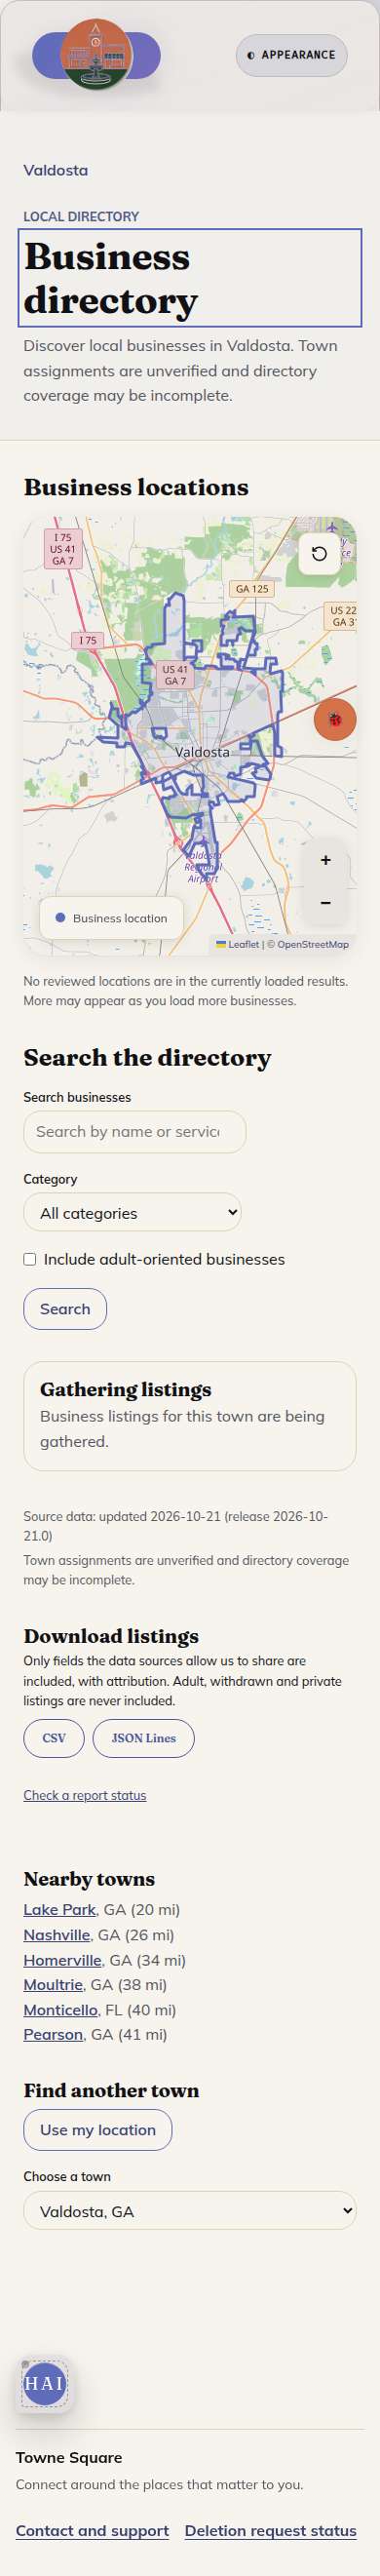 APPEARANCE
Valdosta
LOCAL DIRECTORY
Business
directory
Discover local businesses in Valdosta. Town
assignments are unverified and directory
coverage may be incomplete.
Business locations
I 75
US 41
GA 7
GA 125
US 22
GA 31
I 75
US 41
GA 7
Valdosta
Valdosta
Regional
Airport
+
−
Business location
Leaflet | © OpenStreetMap
No reviewed locations are in the currently loaded results.
More may appear as you load more businesses.
Search the directory
Search businesses
Search by name or servic
Category
All categories
Include adult-oriented businesses
Search
Gathering listings
Business listings for this town are being
gathered.
Source data: updated 2026-10-21 (release 2026-10-
21.0)
Town assignments are unverified and directory coverage
may be incomplete.
Download listings
Only fields the data sources allow us to share are
included, with attribution. Adult, withdrawn and private
listings are never included.
CSV JSON Lines
Check a report status
Nearby towns
Lake Park, GA (20 mi)
Nashville, GA (26 mi)
Homerville, GA (34 mi)
Moultrie, GA (38 mi)
Monticello, FL (40 mi)
Pearson, GA (41 mi)
Find another town
Use my location
Choose a town
Valdosta, GA
HAI
Towne Square
Connect around the places that matter to you.
Contact and support Deletion request status